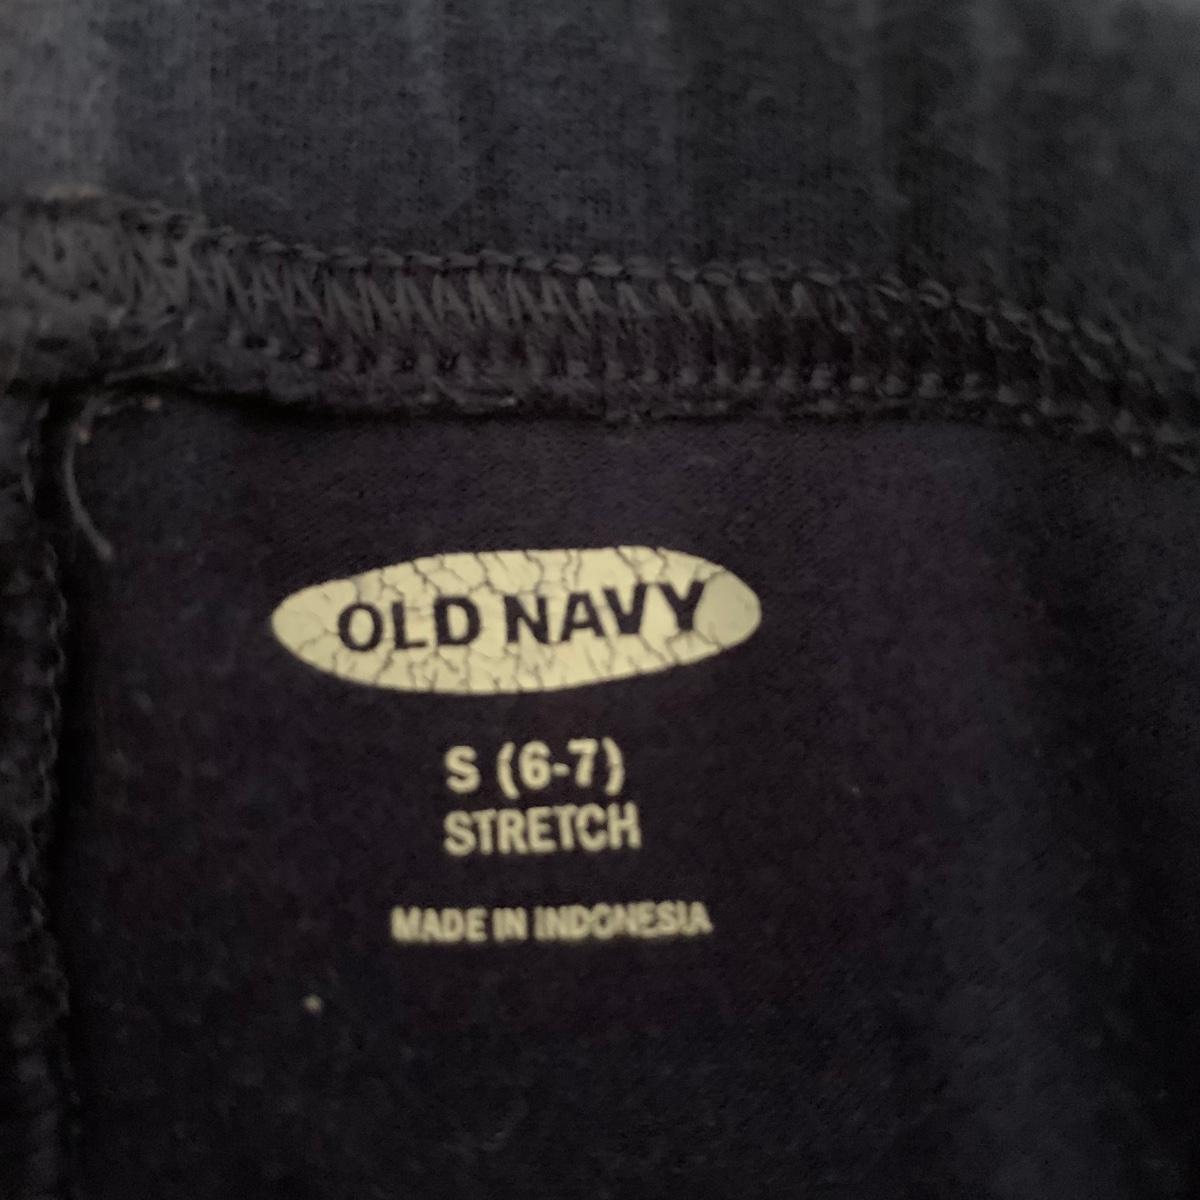 OLD NAVY
S (6-7)
STRETCH
MADE IN INDONESIA